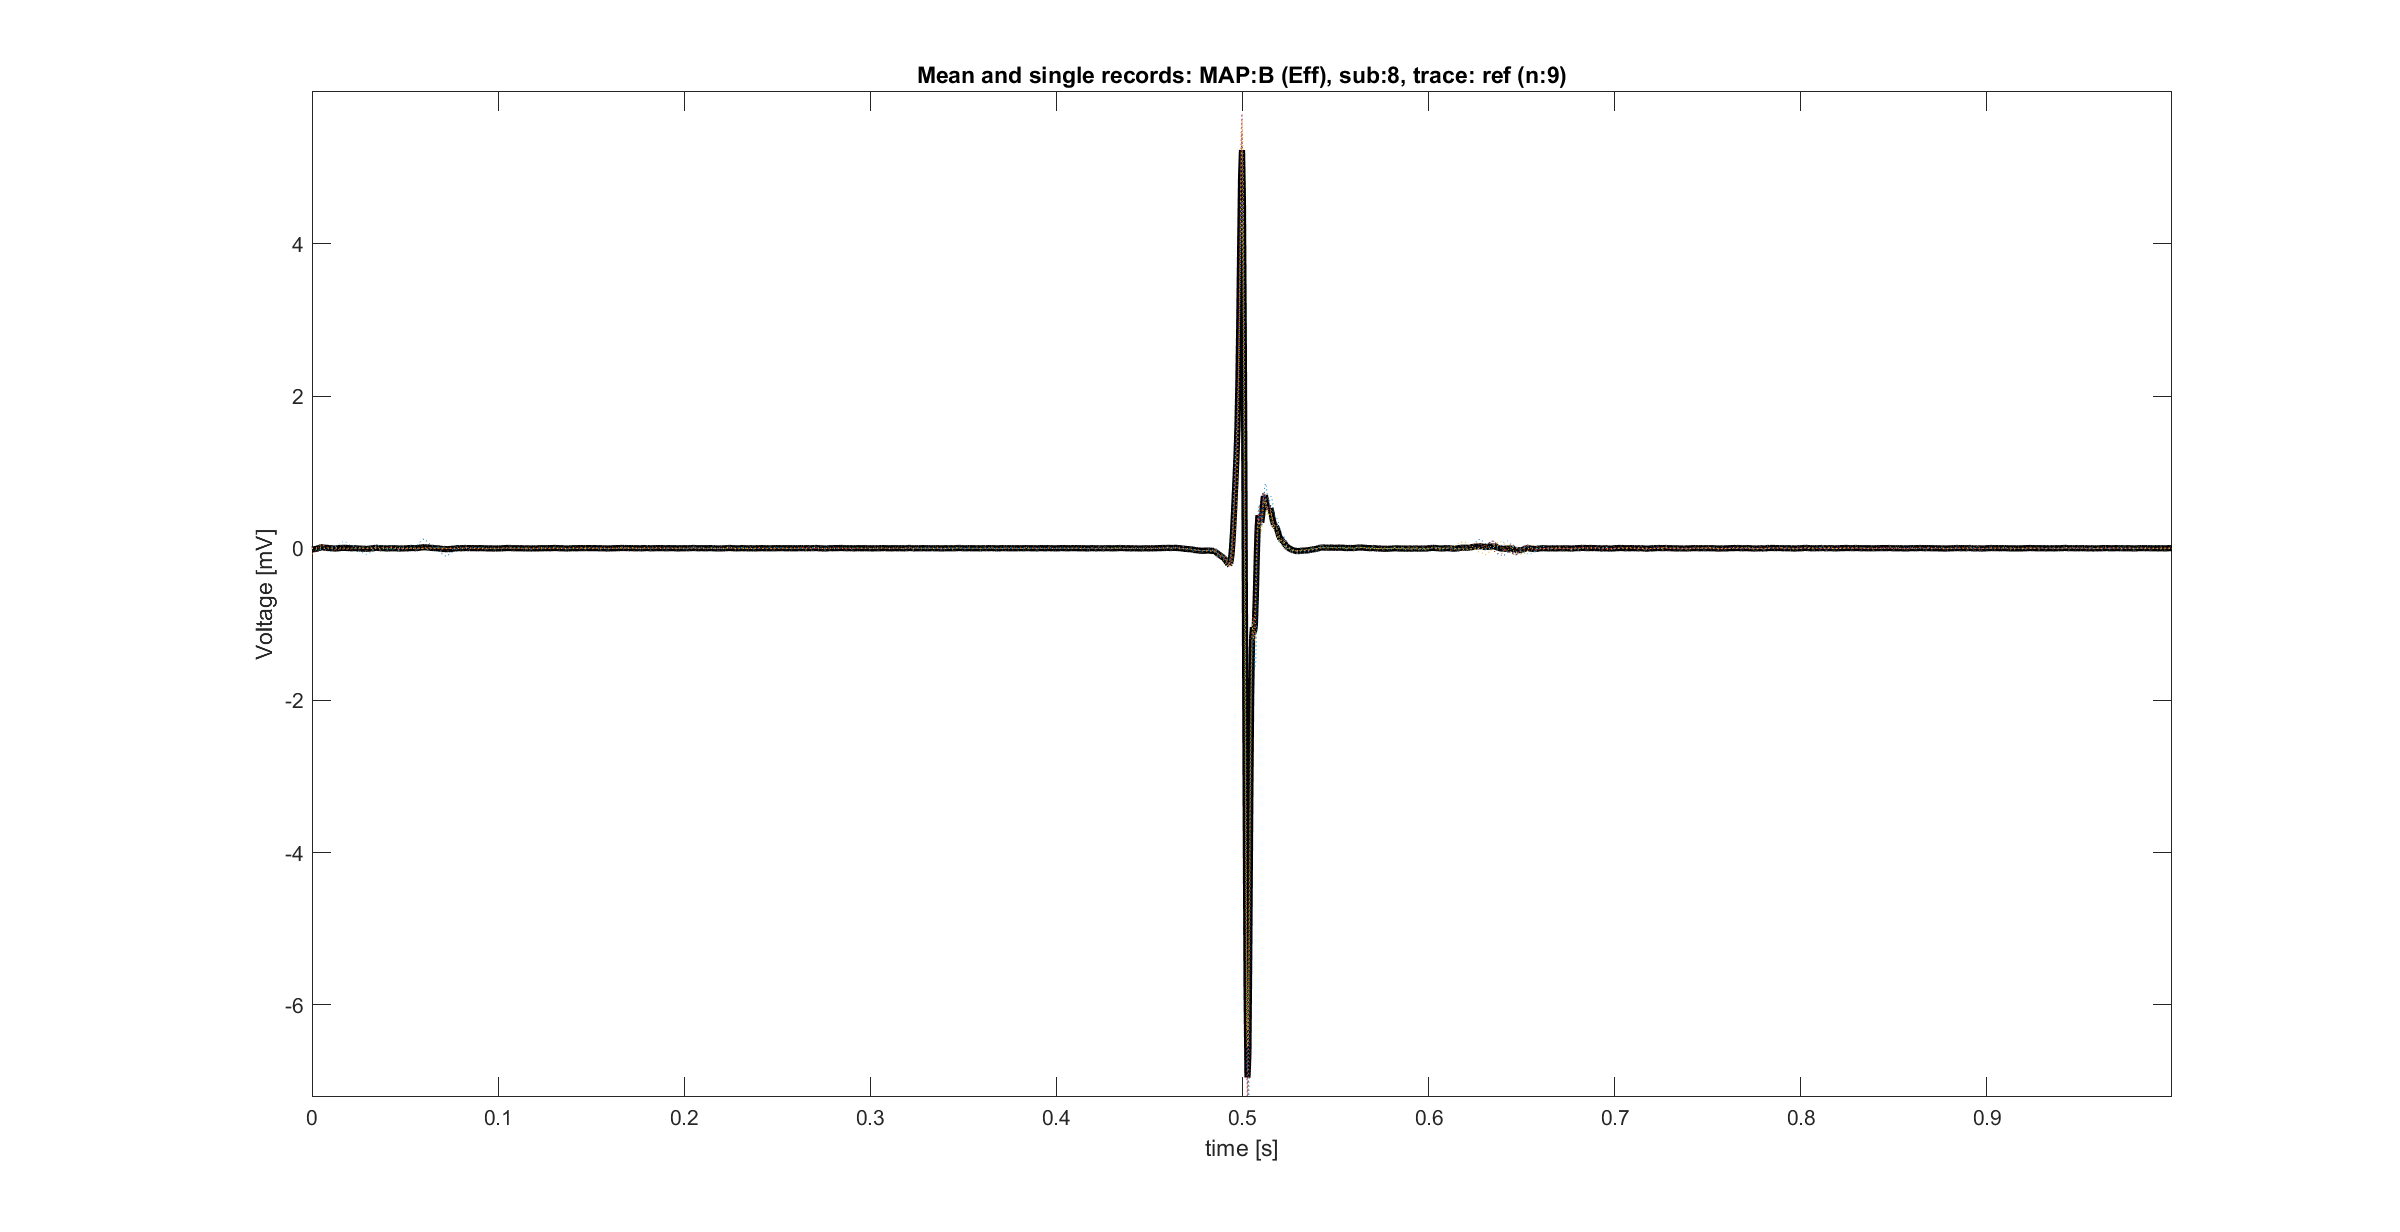 Mean and single records: MAP:B (Eff), sub:8, trace: ref (n:9)
4
2
0
-2
-4
-6
Voltage [mV]
0 0.1 0.2 0.3 0.4 0.5 0.6 0.7 0.8 0.9
time [s]